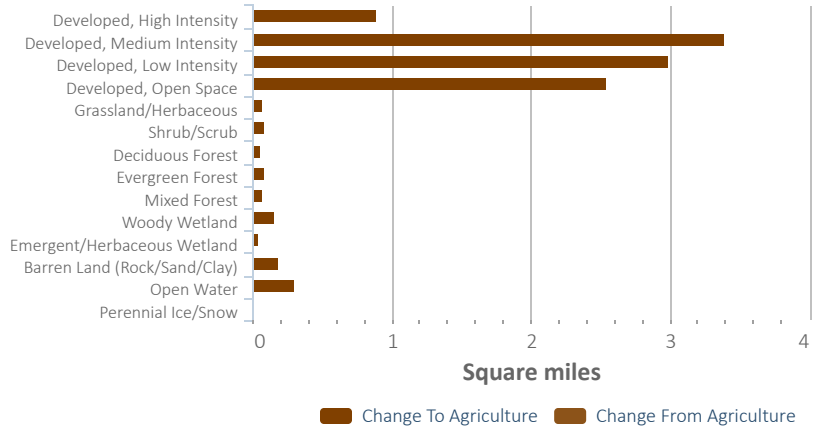 Developed, High Intensity
Developed, Medium Intensity
Developed, Low Intensity
Developed, Open Space
Grassland/Herbaceous
Shrub/Scrub
Deciduous Forest
Evergreen Forest
Mixed Forest
Woody Wetland
Emergent/Herbaceous Wetland
Barren Land (Rock/Sand/Clay)
Open Water
Perennial Ice/Snow
0 1 2 3 4
Square miles
Change To Agriculture Change From Agriculture